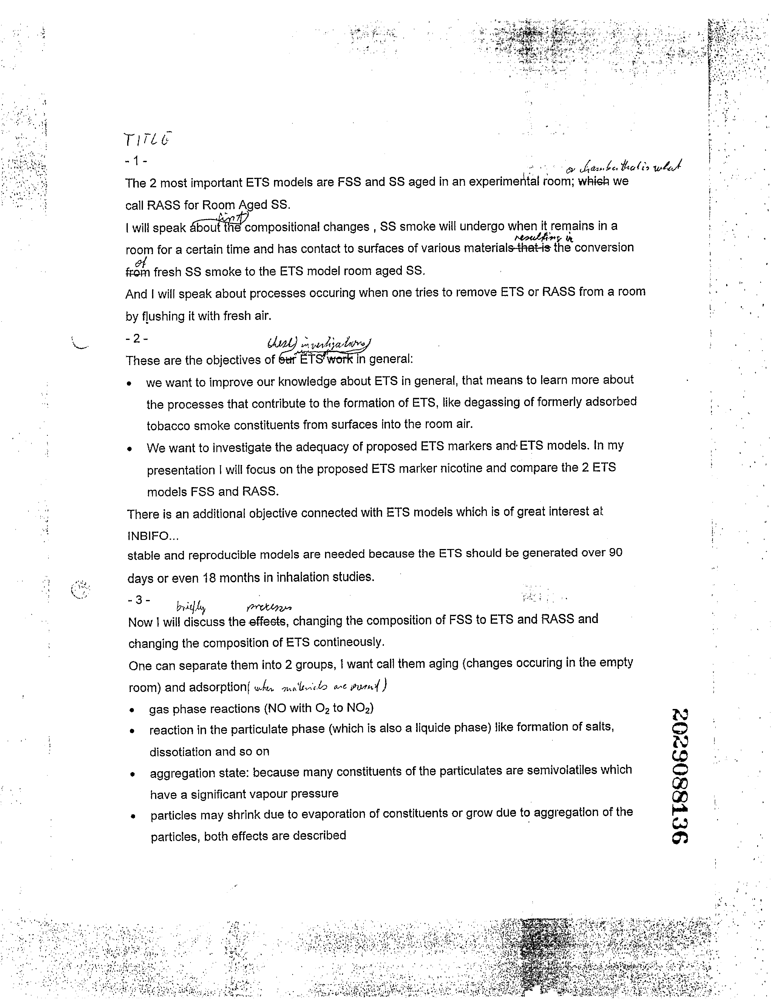 TITLE
- 1 -
or chamber that is what
The 2 most important ETS models are FSS and SS aged in an experimental room; which we
call RASS for Room Aged SS.
first
I will speak about the compositional changes , SS smoke will undergo when it remains in a
resulting in
room for a certain time and has contact to surfaces of various materials that is the conversion
of
from fresh SS smoke to the ETS model room aged SS.
And I will speak about processes occuring when one tries to remove ETS or RASS from a room
by flushing it with fresh air.
- 2 -
these investigations
These are the objectives of our ETS work in general:
• we want to improve our knowledge about ETS in general, that means to learn more about
the processes that contribute to the formation of ETS, like degassing of formerly adsorbed
tobacco smoke constituents from surfaces into the room air.
• We want to investigate the adequacy of proposed ETS markers and ETS models. In my
presentation I will focus on the proposed ETS marker nicotine and compare the 2 ETS
models FSS and RASS.
There is an additional objective connected with ETS models which is of great interest at
INBIFO...
stable and reproducible models are needed because the ETS should be generated over 90
days or even 18 months in inhalation studies.
- 3 -
briefly processes
Now I will discuss the effects, changing the composition of FSS to ETS and RASS and
changing the composition of ETS contineously.
One can separate them into 2 groups, I want call them aging (changes occuring in the empty
room) and adsorption (when materials are present)
• gas phase reactions (NO with O2 to NO2)
• reaction in the particulate phase (which is also a liquide phase) like formation of salts,
dissotiation and so on
• aggregation state: because many constituents of the particulates are semivolatiles which
have a significant vapour pressure
• particles may shrink due to evaporation of constituents or grow due to aggregation of the
particles, both effects are described
2029088136